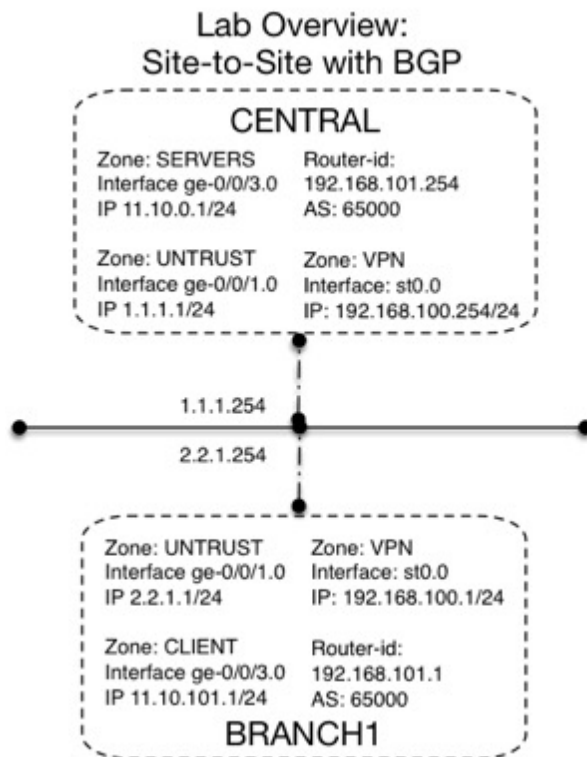 Lab Overview:
Site-to-Site with BGP
CENTRAL
Zone: SERVERS
Interface ge-0/0/3.0
IP 11.10.0.1/24
Router-id:
192.168.101.254
AS: 65000
Zone: UNTRUST
Interface ge-0/0/1.0
IP 1.1.1.1/24
Zone: VPN
Interface: st0.0
IP: 192.168.100.254/24
1.1.1.254
2.2.1.254
Zone: UNTRUST
Interface ge-0/0/1.0
IP 2.2.1.1/24
Zone: VPN
Interface: st0.0
IP: 192.168.100.1/24
Zone: CLIENT
Interface ge-0/0/3.0
IP 11.10.101.1/24
Router-id:
192.168.101.1
AS: 65000
BRANCH1